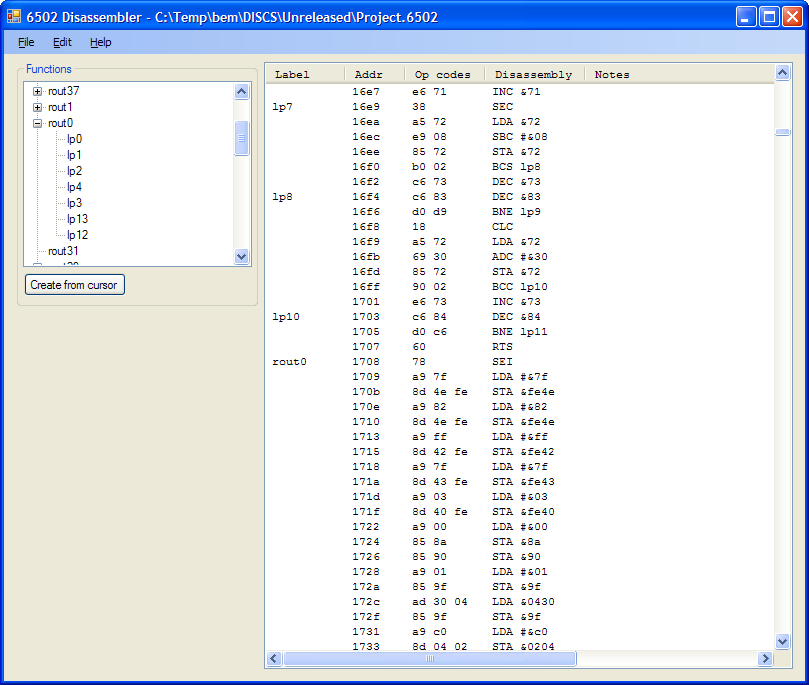 6502 Disassembler - C:\Temp\bem\DISCS\Unreleased\Project.6502
File Edit Help
Functions
rout37
rout1
rout0
lp0
lp1
lp2
lp4
lp3
lp13
lp12
rout31
Create from cursor
Label Addr Op codes Disassembly Notes
16e7 e6 71 INC &71
lp7 16e9 38 SEC
16ea a5 72 LDA &72
16ec e9 08 SBC #&08
16ee 85 72 STA &72
16f0 b0 02 BCS lp8
16f2 c6 73 DEC &73
lp8 16f4 c6 83 DEC &83
16f6 d0 d9 BNE lp9
16f8 18 CLC
16f9 a5 72 LDA &72
16fb 69 30 ADC #&30
16fd 85 72 STA &72
16ff 90 02 BCC lp10
1701 e6 73 INC &73
lp10 1703 c6 84 DEC &84
1705 d0 c6 BNE lp11
1707 60 RTS
rout0 1708 78 SEI
1709 a9 7f LDA #&7f
170b 8d 4e fe STA &fe4e
170e a9 82 LDA #&82
1710 8d 4e fe STA &fe4e
1713 a9 ff LDA #&ff
1715 8d 42 fe STA &fe42
1718 a9 7f LDA #&7f
171a 8d 43 fe STA &fe43
171d a9 03 LDA #&03
171f 8d 40 fe STA &fe40
1722 a9 00 LDA #&00
1724 85 8a STA &8a
1726 85 90 STA &90
1728 a9 01 LDA #&01
172a 85 9f STA &9f
172c ad 30 04 LDA &0430
172f 85 9f STA &9f
1731 a9 c0 LDA #&c0
1733 8d 04 02 STA &0204